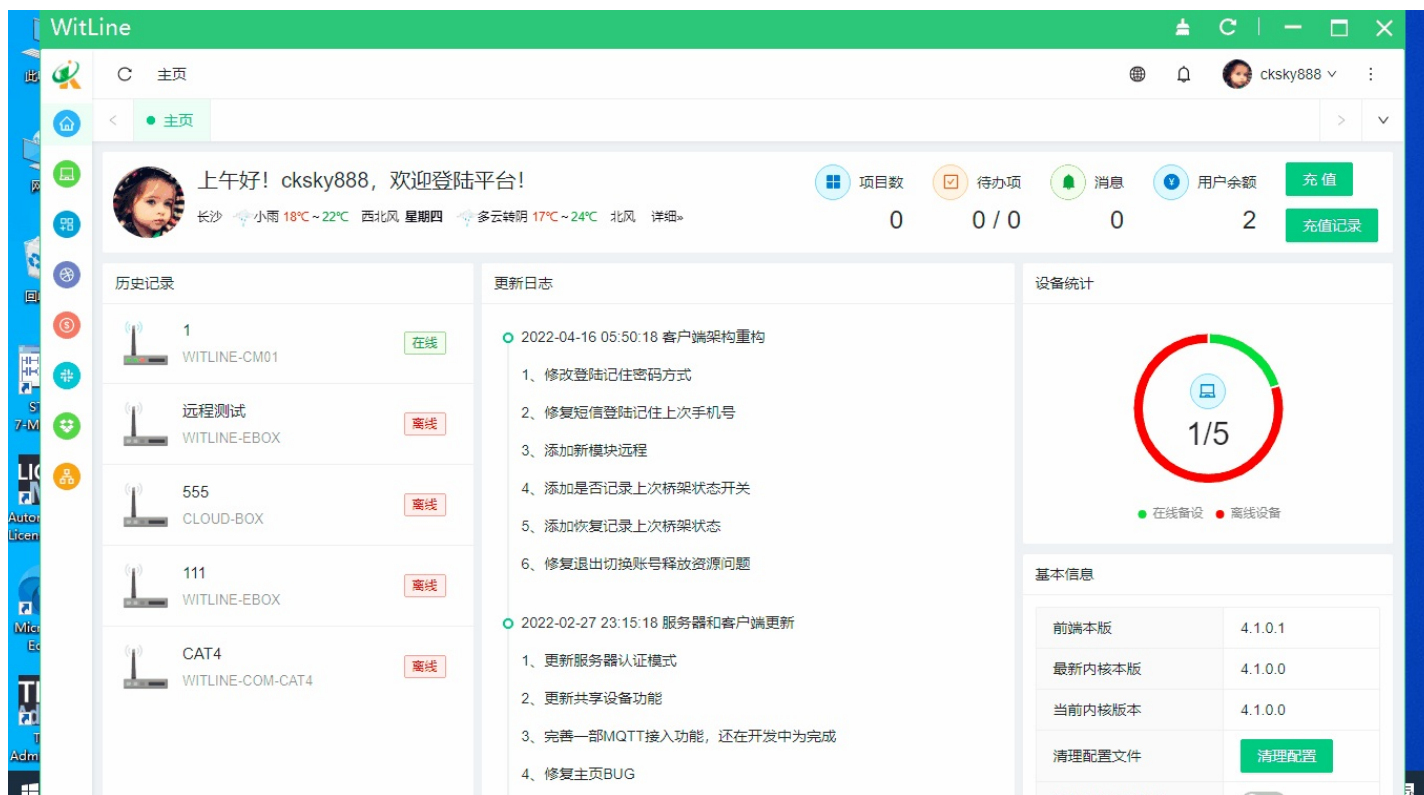 WitLine
主页
cksky888
主页
上午好！cksky888，欢迎登陆平台！
长沙 小雨 18℃~22℃ 西北风 星期四 多云转阴 17℃~24℃ 北风 详细»
项目数 0
待办项 0 / 0
消息 0
用户余额 2
充 值
充值记录
历史记录
1
WITLINE-CM01
在线
远程测试
WITLINE-EBOX
离线
555
CLOUD-BOX
离线
111
WITLINE-EBOX
离线
CAT4
WITLINE-COM-CAT4
离线
更新日志
2022-04-16 05:50:18 客户端架构重构
1、修改登陆记住密码方式
2、修复短信登陆记住上次手机号
3、添加新模块远程
4、添加是否记录上次桥架状态开关
5、添加恢复记录上次桥架状态
6、修复退出切换账号释放资源问题
2022-02-27 23:15:18 服务器和客户端更新
1、更新服务器认证模式
2、更新共享设备功能
3、完善一部MQTT接入功能，还在开发中为完成
4、修复主页BUG
设备统计
1/5
在线备设 离线设备
基本信息
前端本版 4.1.0.1
最新内核本版 4.1.0.0
当前内核版本 4.1.0.0
清理配置文件 清理配置